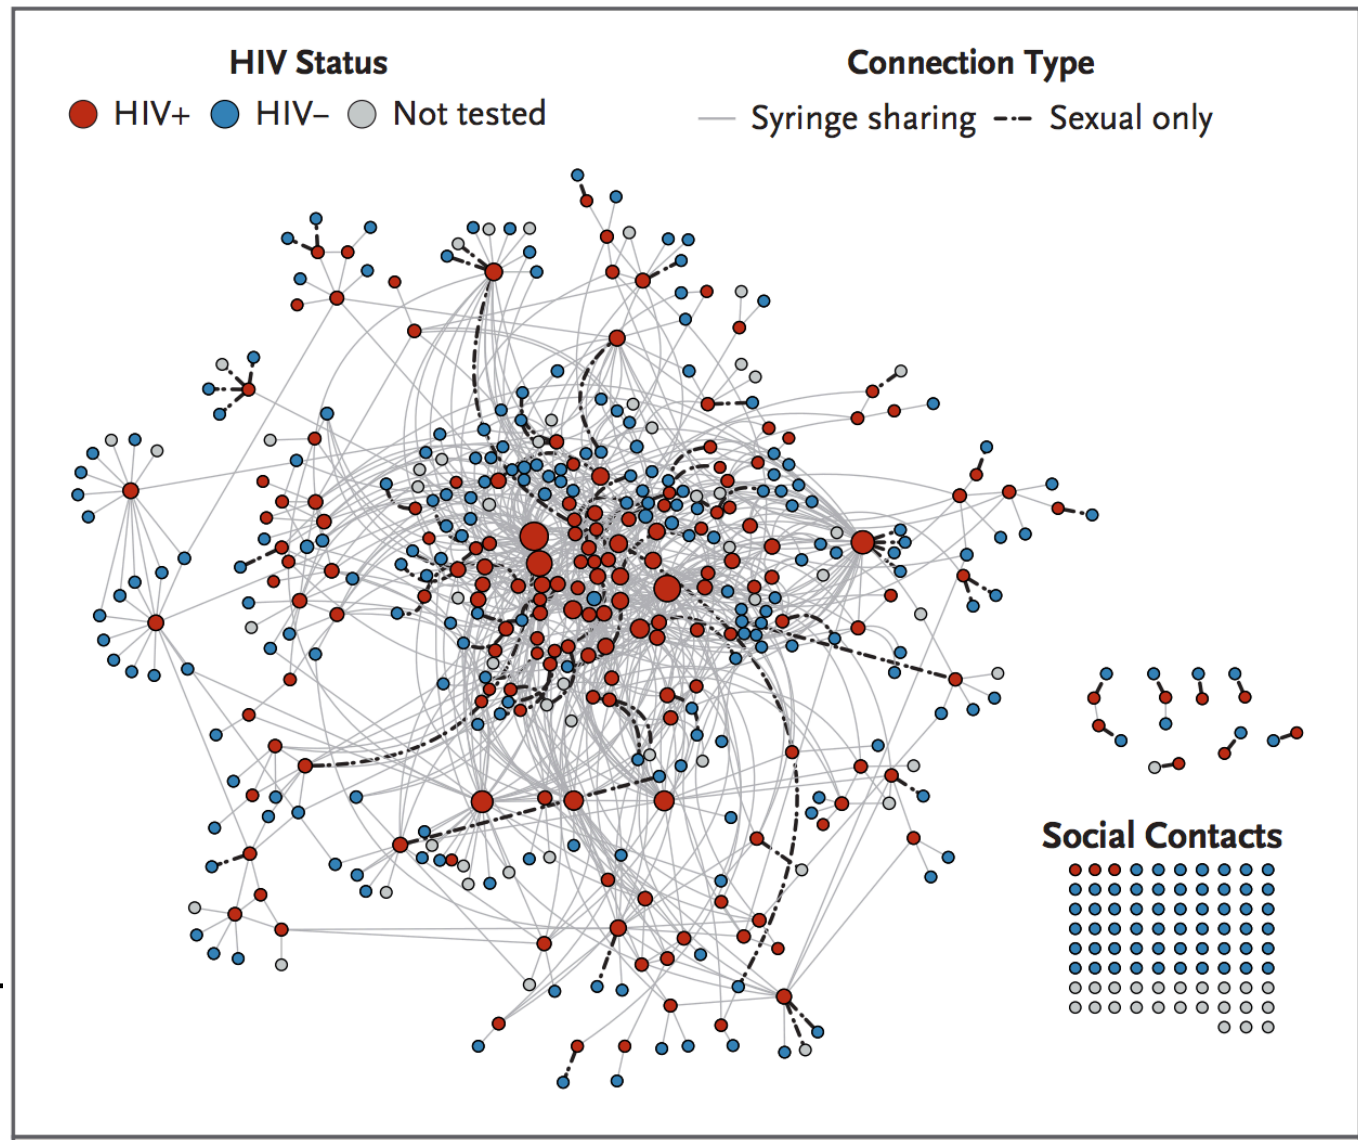 HIV Status
Connection Type
HIV+ HIV– Not tested
Syringe sharing Sexual only
Social Contacts